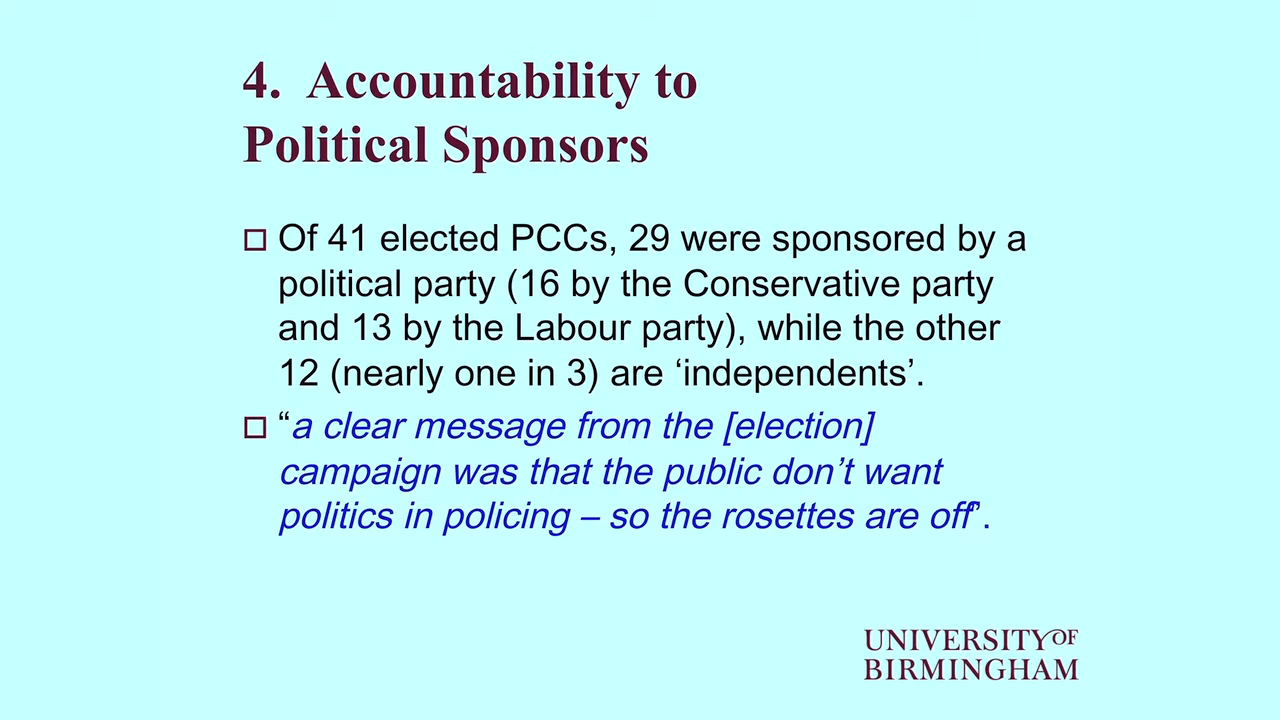 4. Accountability to
Political Sponsors
Of 41 elected PCCs, 29 were sponsored by a
political party (16 by the Conservative party
and 13 by the Labour party), while the other
12 (nearly one in 3) are ‘independents’.
“a clear message from the [election]
campaign was that the public don’t want
politics in policing – so the rosettes are off”.
UNIVERSITY OF
BIRMINGHAM